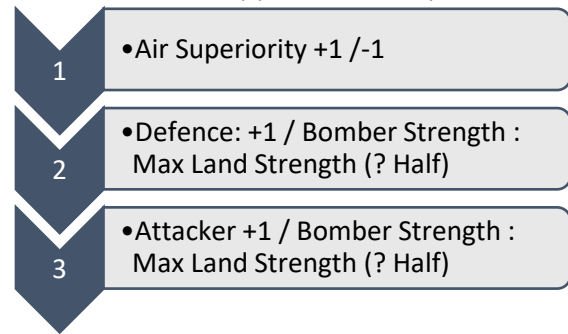 1
•Air Superiority +1 /-1
2
•Defence: +1 / Bomber Strength :
Max Land Strength (? Half)
3
•Attacker +1 / Bomber Strength :
Max Land Strength (? Half)